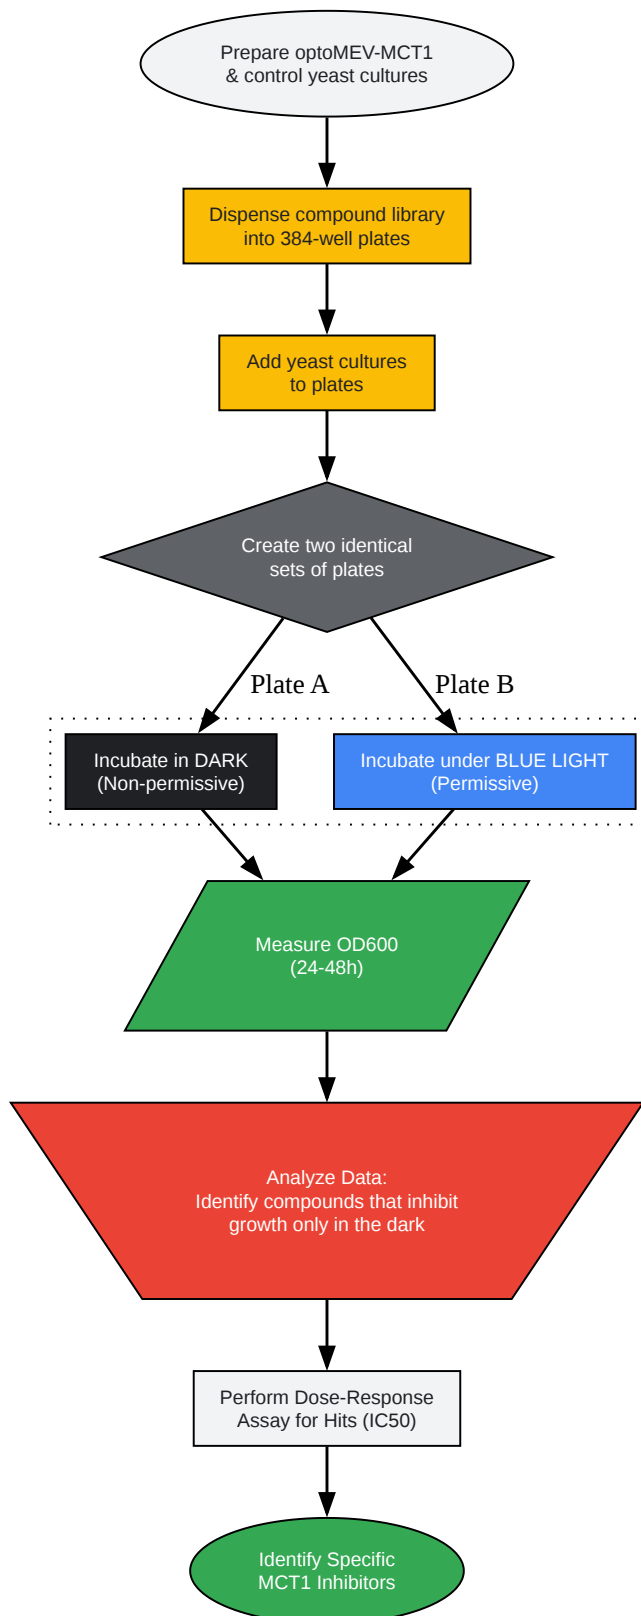 Prepare optoMEV-MCT1
& control yeast cultures
Dispense compound library
into 384-well plates
Add yeast cultures
to plates
Create two identical
sets of plates
Plate A
Plate B
Incubate in DARK
(Non-permissive)
Incubate under BLUE LIGHT
(Permissive)
Measure OD600
(24-48h)
Analyze Data:
Identify compounds that inhibit
growth only in the dark
Perform Dose-Response
Assay for Hits (IC50)
Identify Specific
MCT1 Inhibitors